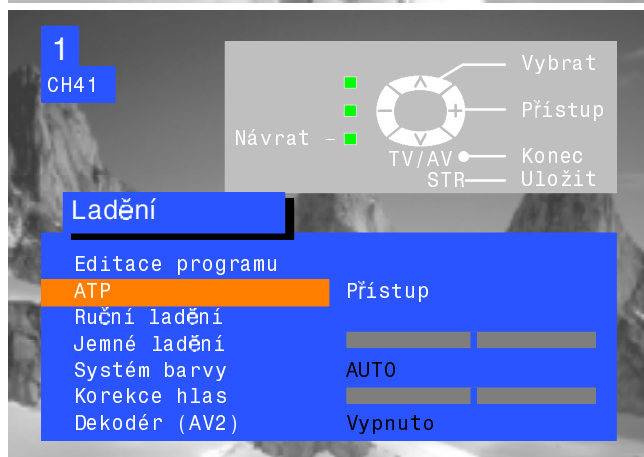 1
CH41
Vybrat
Přístup
Návrat
TV/AV Konec
STR Uložit
Ladění
Editace programu
ATP Přístup
Ruční ladění
Jemné ladění
Systém barvy AUTO
Korekce hlas
Dekodér (AV2) Vypnuto